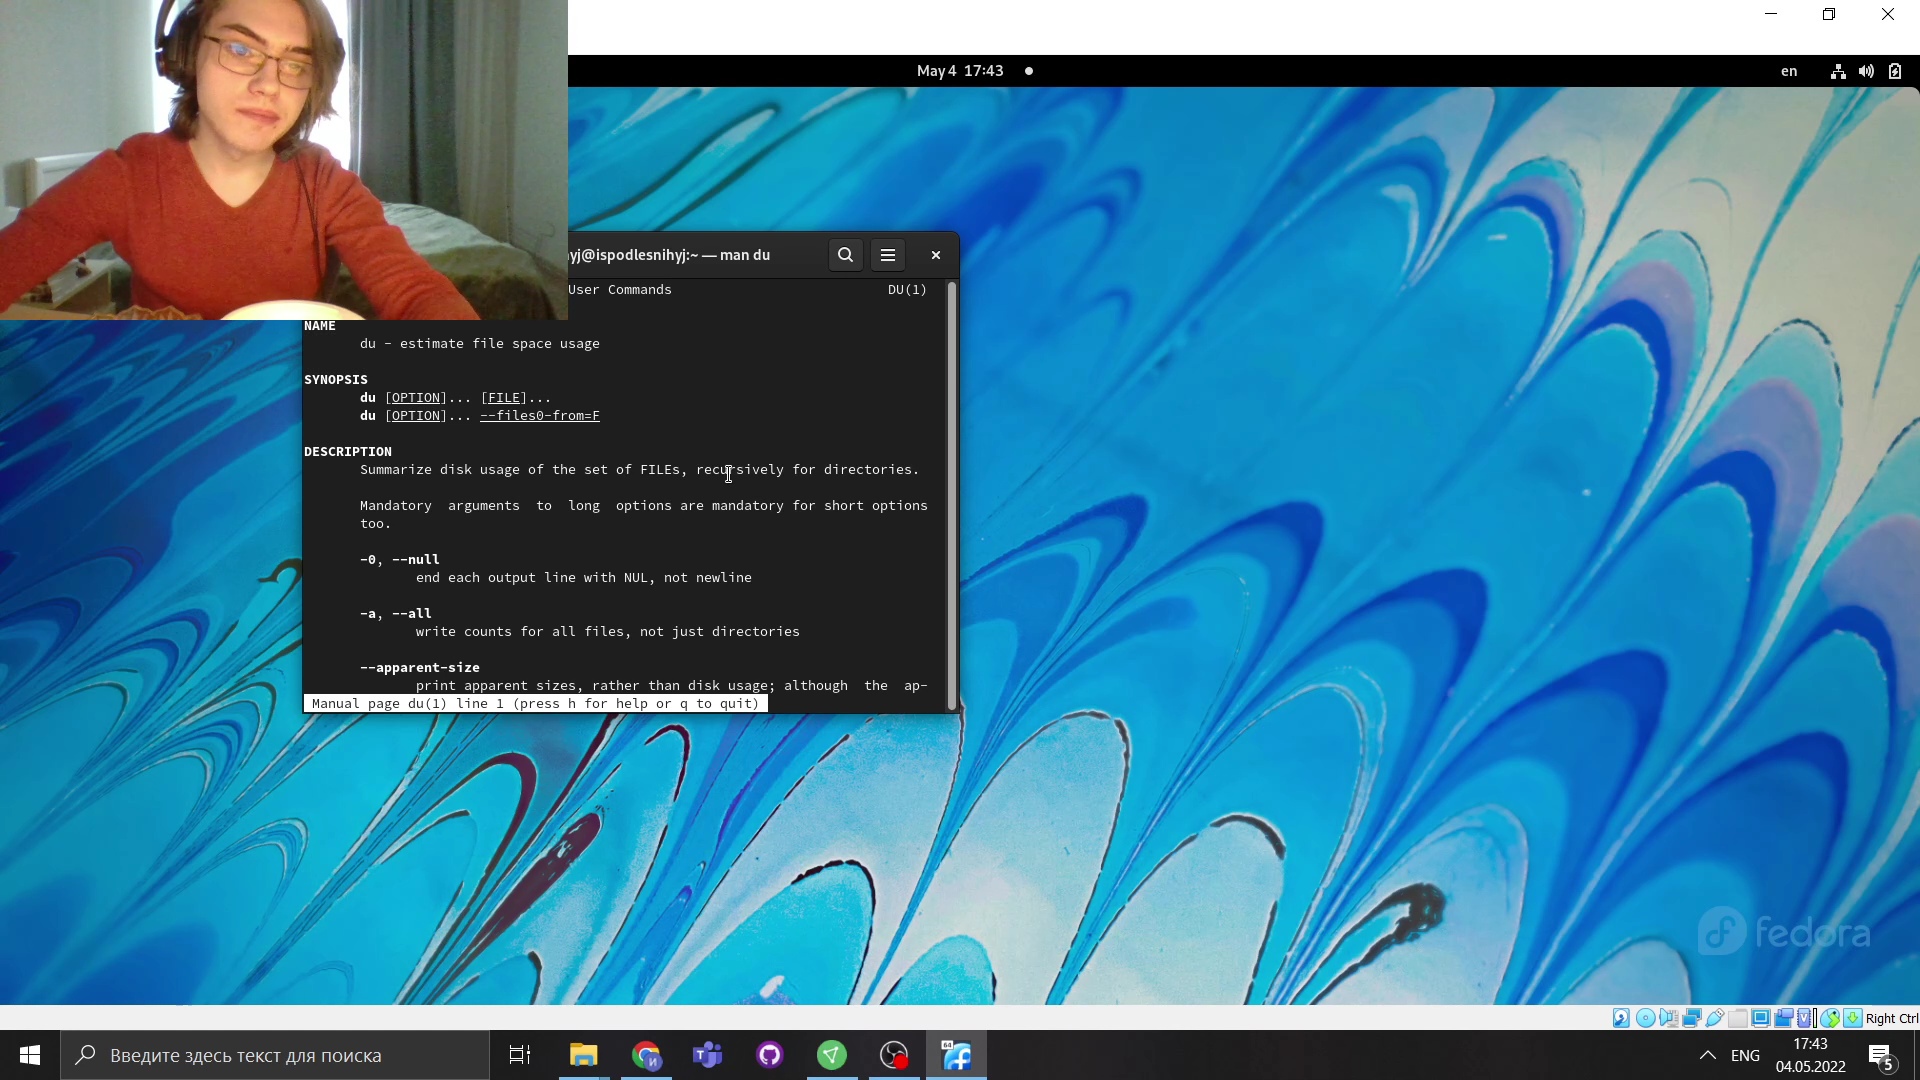 May 4 17:43
en
yj@ispodlesnihyj:~ — man du
User Commands DU(1)
NAME
du - estimate file space usage
SYNOPSIS
du [OPTION]... [FILE]...
du [OPTION]... --files0-from=F
DESCRIPTION
Summarize disk usage of the set of FILEs, recursively for directories.
Mandatory arguments to long options are mandatory for short options
too.
-0, --null
end each output line with NUL, not newline
-a, --all
write counts for all files, not just directories
--apparent-size
print apparent sizes, rather than disk usage; although the ap-
Manual page du(1) line 1 (press h for help or q to quit)
fedora
Right Ctrl
Введите здесь текст для поиска
ENG
17:43
04.05.2022
5